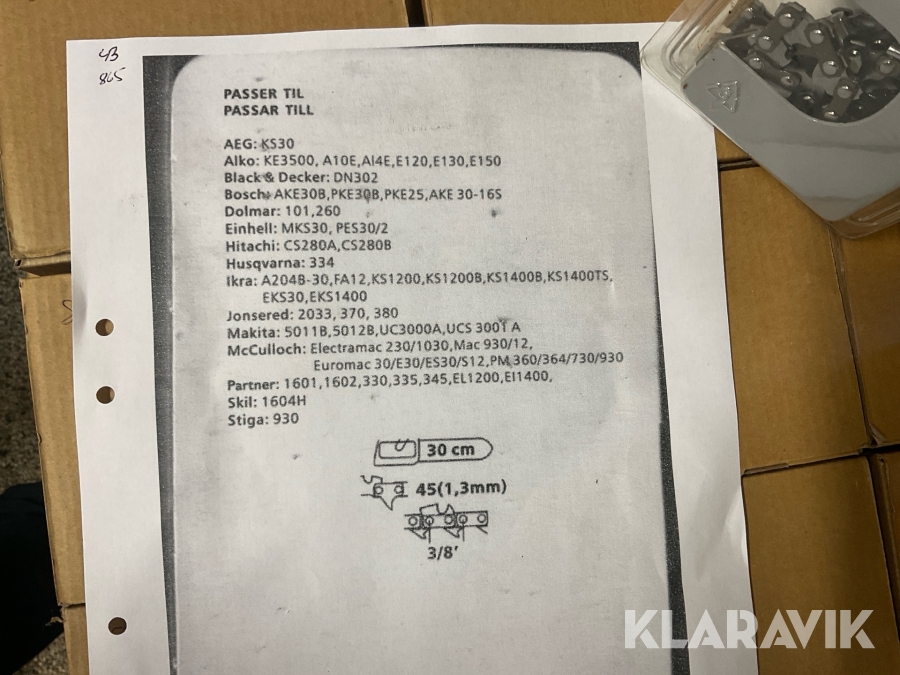 43
865
PASSER TIL
PASSAR TILL
AEG: KS30
Alko: KE3500, A10E,AI4E,E120,E130,E150
Black & Decker: DN302
Bosch: AKE30B,PKE30B,PKE25,AKE 30-16S
Dolmar: 101,260
Einhell: MKS30, PES30/2
Hitachi: CS280A,CS280B
Husqvarna: 334
Ikra: A204B-30,FA12,KS1200,KS1200B,KS1400B,KS1400TS,
EKS30,EKS1400
Jonsered: 2033, 370, 380
Makita: 5011B,5012B,UC3000A,UCS 3001 A
McCulloch: Electramac 230/1030, Mac 930/12,
Euromac 30/E30/ES30/S12, PM 360/364/730/930
Partner: 1601,1602,330,335,345,EL1200,EI1400,
Skil: 1604H
Stiga: 930
30 cm
45(1,3mm)
3/8'
KLARAVIK